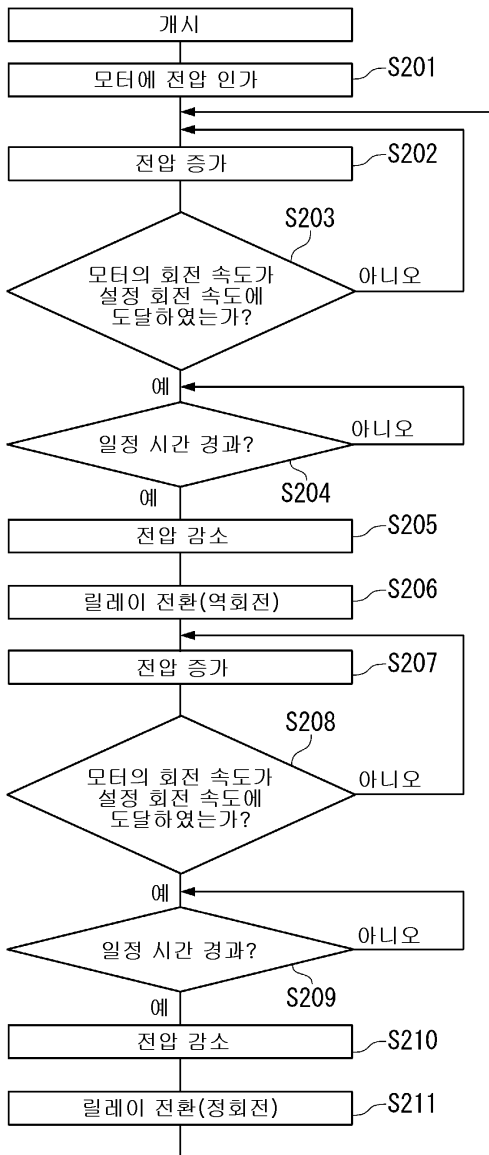 개시
모터에 전압 인가
S201
전압 증가
S202
S203
모터의 회전 속도가
설정 회전 속도에
도달하였는가?
아니오
예
일정 시간 경과?
아니오
S204
예
전압 감소
S205
릴레이 전환(역회전)
S206
전압 증가
S207
S208
모터의 회전 속도가
설정 회전 속도에
도달하였는가?
아니오
예
일정 시간 경과?
아니오
S209
예
전압 감소
S210
릴레이 전환(정회전)
S211